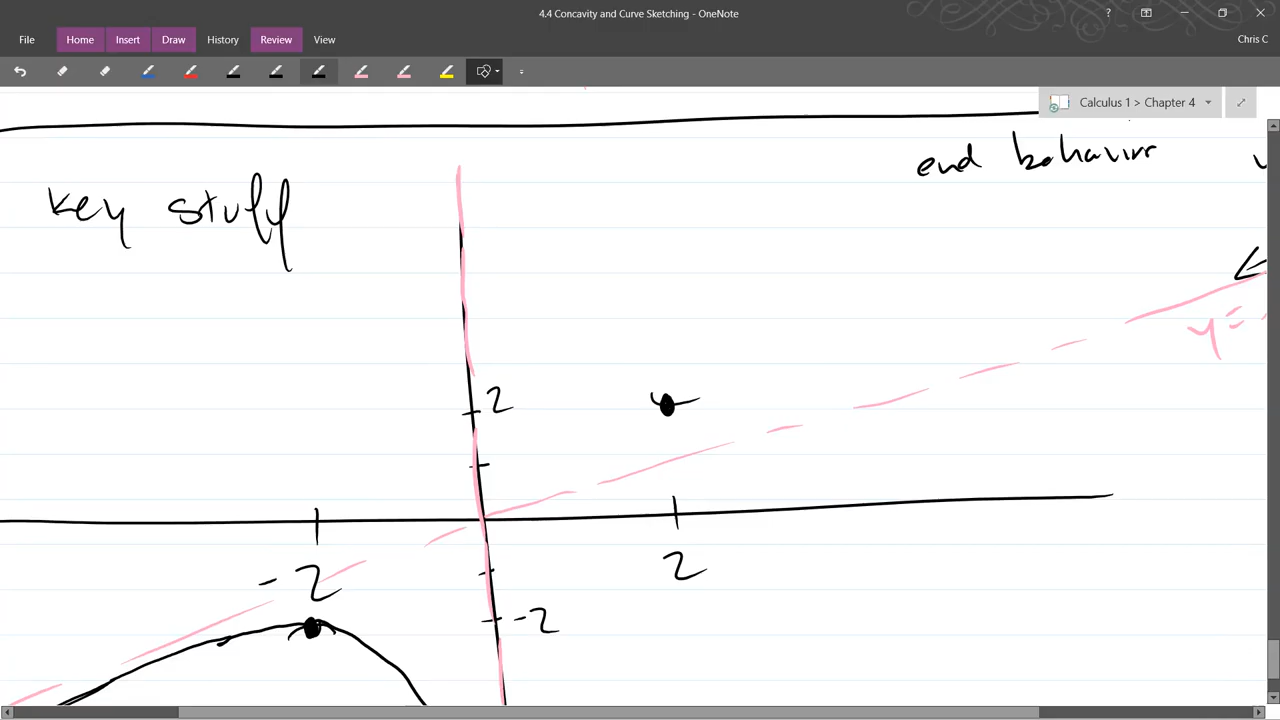 4.4 Concavity and Curve Sketching - OneNote
File Home Insert Draw History Review View
Chris C
Calculus 1 > Chapter 4
end behavior
key stuff
y=
2
-2
2
-2